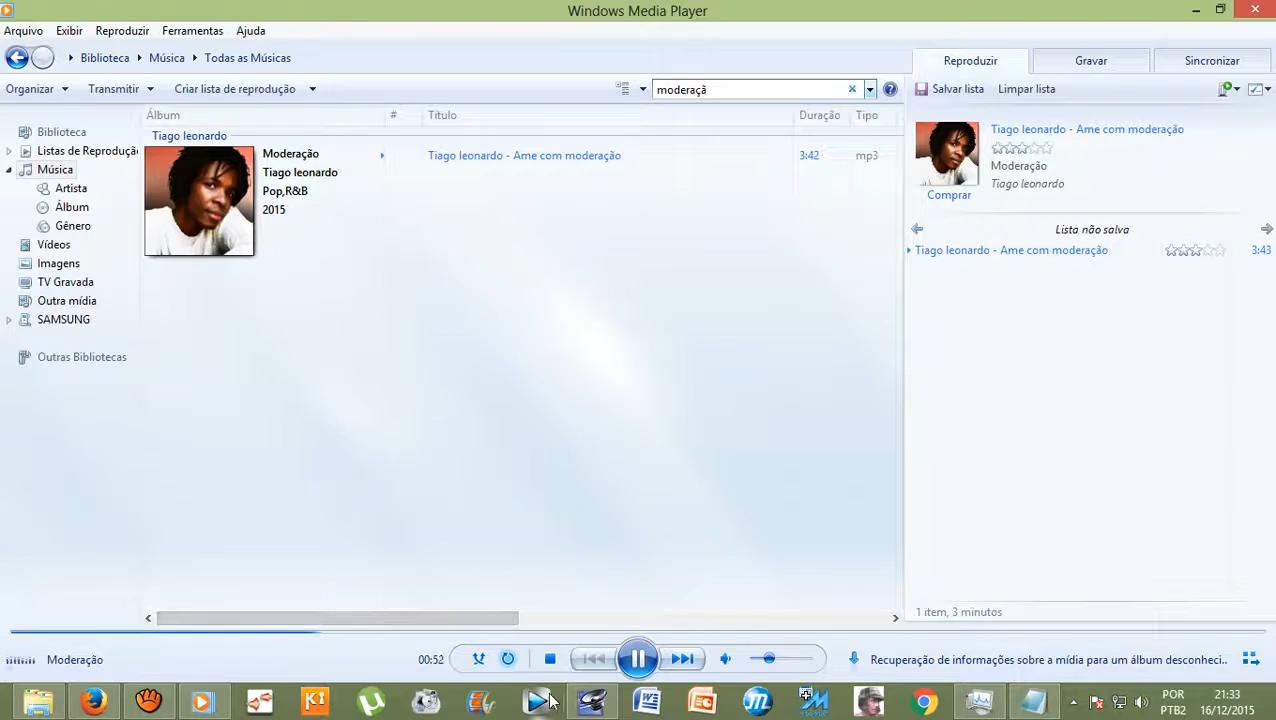 Windows Media Player
Arquivo Exibir Reproduzir Ferramentas Ajuda
Biblioteca Música Todas as Músicas
Reproduzir Gravar Sincronizar
Organizar Transmitir Criar lista de reprodução moderaçã
Salvar lista Limpar lista
Álbum # Título Duração Tipo
Tiago leonardo
Moderação Tiago leonardo - Ame com moderação 3:42 mp3
Tiago leonardo
Pop,R&B
2015
Biblioteca
Listas de Reproduçã
Música
Artista
Álbum
Gênero
Vídeos
Imagens
TV Gravada
Outra mídia
SAMSUNG
Outras Bibliotecas
Tiago leonardo - Ame com moderação
Moderação
Tiago leonardo
Comprar
Lista não salva
Tiago leonardo - Ame com moderação 3:43
1 item, 3 minutos
Moderação 00:52 Recuperação de informações sobre a mídia para um álbum desconheci..
K1
POR 21:33
PTB2 16/12/2015